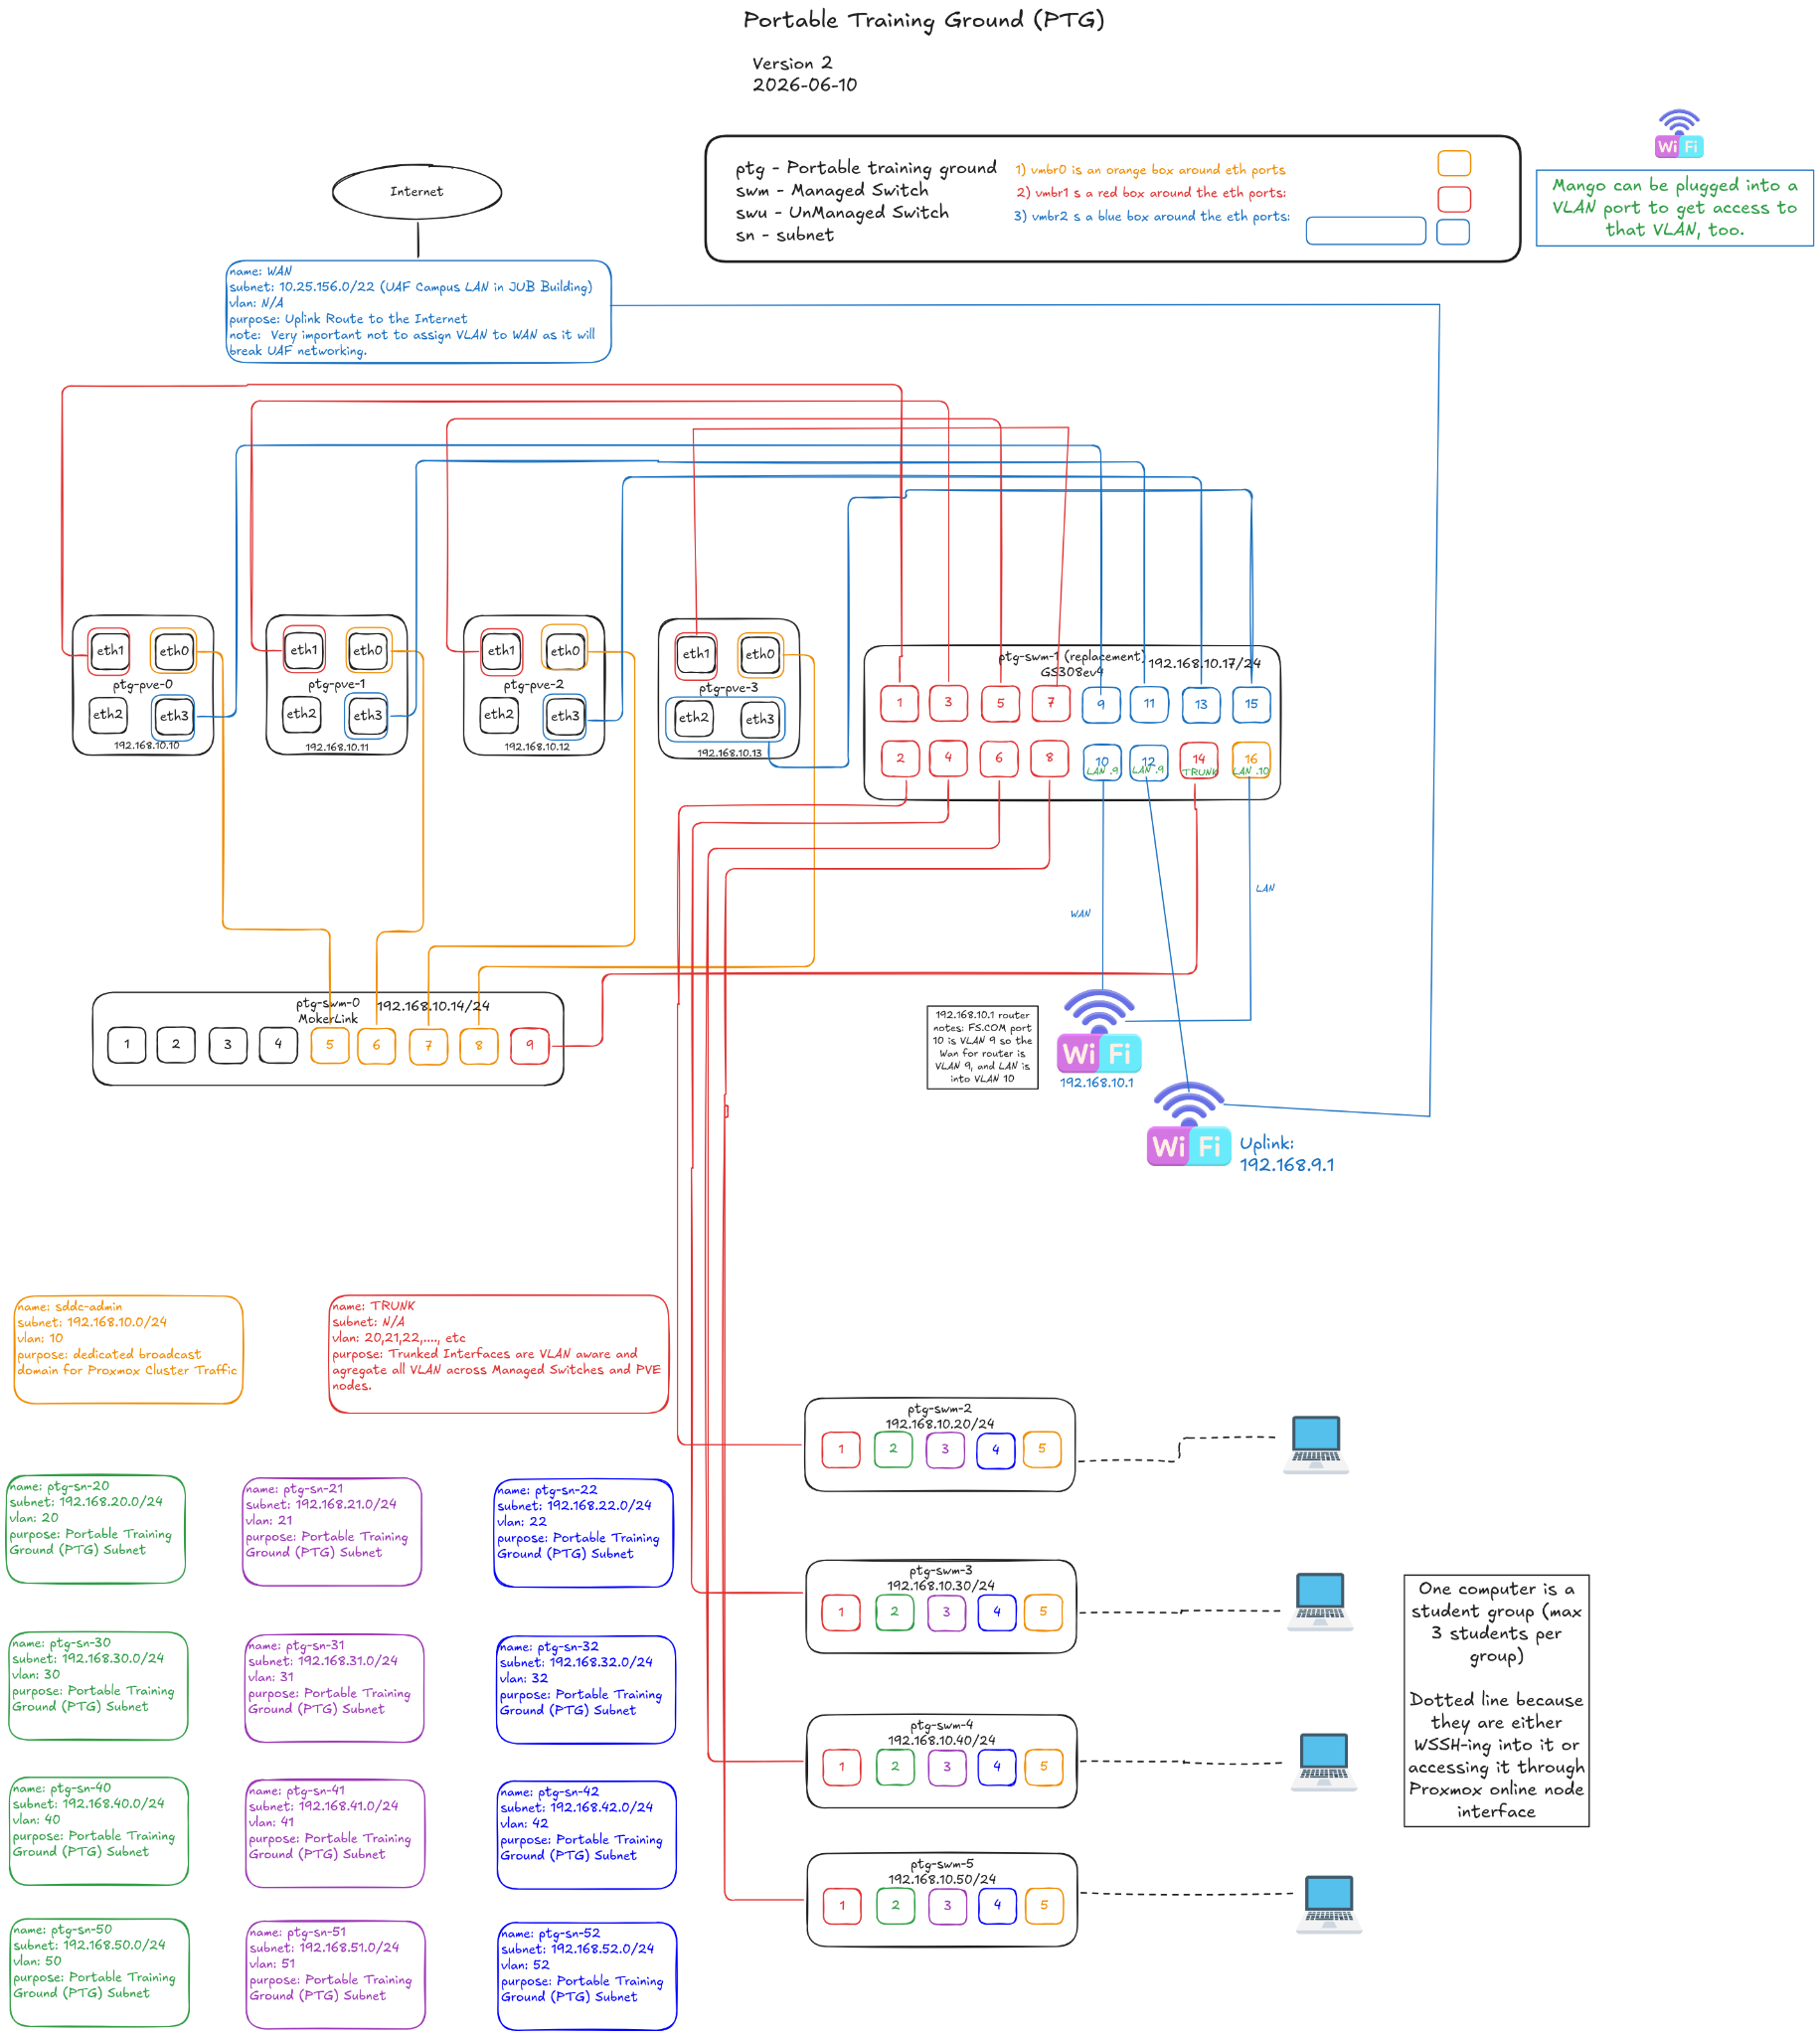 Portable Training Ground (PTG)
Version 2
2026-06-10
ptg - Portable training ground
swm - Managed Switch
swu - UnManaged Switch
sn - subnet
1) vmbr0 is an orange box around eth ports
2) vmbr1 s a red box around the eth ports:
3) vmbr2 s a blue box around the eth ports:
Wi Fi
Mango can be plugged into a
VLAN port to get access to
that VLAN, too.
Internet
name: WAN
subnet: 10.25.156.0/22 (UAF Campus LAN in JUB Building)
vlan: N/A
purpose: Uplink Route to the Internet
note:  Very important not to assign VLAN to WAN as it will
break UAF networking.
eth1
eth0
ptg-pve-0
eth2
eth3
192.168.10.10
eth1
eth0
ptg-pve-1
eth2
eth3
192.168.10.11
eth1
eth0
ptg-pve-2
eth2
eth3
192.168.10.12
eth1
eth0
ptg-pve-3
eth2
eth3
192.168.10.13
ptg-swm-1 (replacement)
GS308ev4
192.168.10.17/24
1
3
5
7
9
11
13
15
2
4
6
8
10
LAN .9
12
LAN .9
14
TRUNK
16
LAN .10
WAN
LAN
ptg-swm-0
MokerLink
192.168.10.14/24
1
2
3
4
5
6
7
8
9
192.168.10.1 router
notes: FS.COM port
10 is VLAN 9 so the
Wan for router is
VLAN 9, and LAN is
into VLAN 10
Wi Fi
192.168.10.1
Wi Fi
Uplink:
192.168.9.1
name: sddc-admin
subnet: 192.168.10.0/24
vlan: 10
purpose: dedicated broadcast
domain for Proxmox Cluster Traffic
name: TRUNK
subnet: N/A
vlan: 20,21,22,...., etc
purpose: Trunked Interfaces are VLAN aware and
agregate all VLAN across Managed Switches and PVE
nodes.
ptg-swm-2
192.168.10.20/24
1
2
3
4
5
name: ptg-sn-20
subnet: 192.168.20.0/24
vlan: 20
purpose: Portable Training
Ground (PTG) Subnet
name: ptg-sn-21
subnet: 192.168.21.0/24
vlan: 21
purpose: Portable Training
Ground (PTG) Subnet
name: ptg-sn-22
subnet: 192.168.22.0/24
vlan: 22
purpose: Portable Training
Ground (PTG) Subnet
ptg-swm-3
192.168.10.30/24
1
2
3
4
5
One computer is a
student group (max
3 students per
group)
Dotted line because
they are either
WSSH-ing into it or
accessing it through
Proxmox online node
interface
name: ptg-sn-30
subnet: 192.168.30.0/24
vlan: 30
purpose: Portable Training
Ground (PTG) Subnet
name: ptg-sn-31
subnet: 192.168.31.0/24
vlan: 31
purpose: Portable Training
Ground (PTG) Subnet
name: ptg-sn-32
subnet: 192.168.32.0/24
vlan: 32
purpose: Portable Training
Ground (PTG) Subnet
ptg-swm-4
192.168.10.40/24
1
2
3
4
5
name: ptg-sn-40
subnet: 192.168.40.0/24
vlan: 40
purpose: Portable Training
Ground (PTG) Subnet
name: ptg-sn-41
subnet: 192.168.41.0/24
vlan: 41
purpose: Portable Training
Ground (PTG) Subnet
name: ptg-sn-42
subnet: 192.168.42.0/24
vlan: 42
purpose: Portable Training
Ground (PTG) Subnet
ptg-swm-5
192.168.10.50/24
1
2
3
4
5
name: ptg-sn-50
subnet: 192.168.50.0/24
vlan: 50
purpose: Portable Training
Ground (PTG) Subnet
name: ptg-sn-51
subnet: 192.168.51.0/24
vlan: 51
purpose: Portable Training
Ground (PTG) Subnet
name: ptg-sn-52
subnet: 192.168.52.0/24
vlan: 52
purpose: Portable Training
Ground (PTG) Subnet